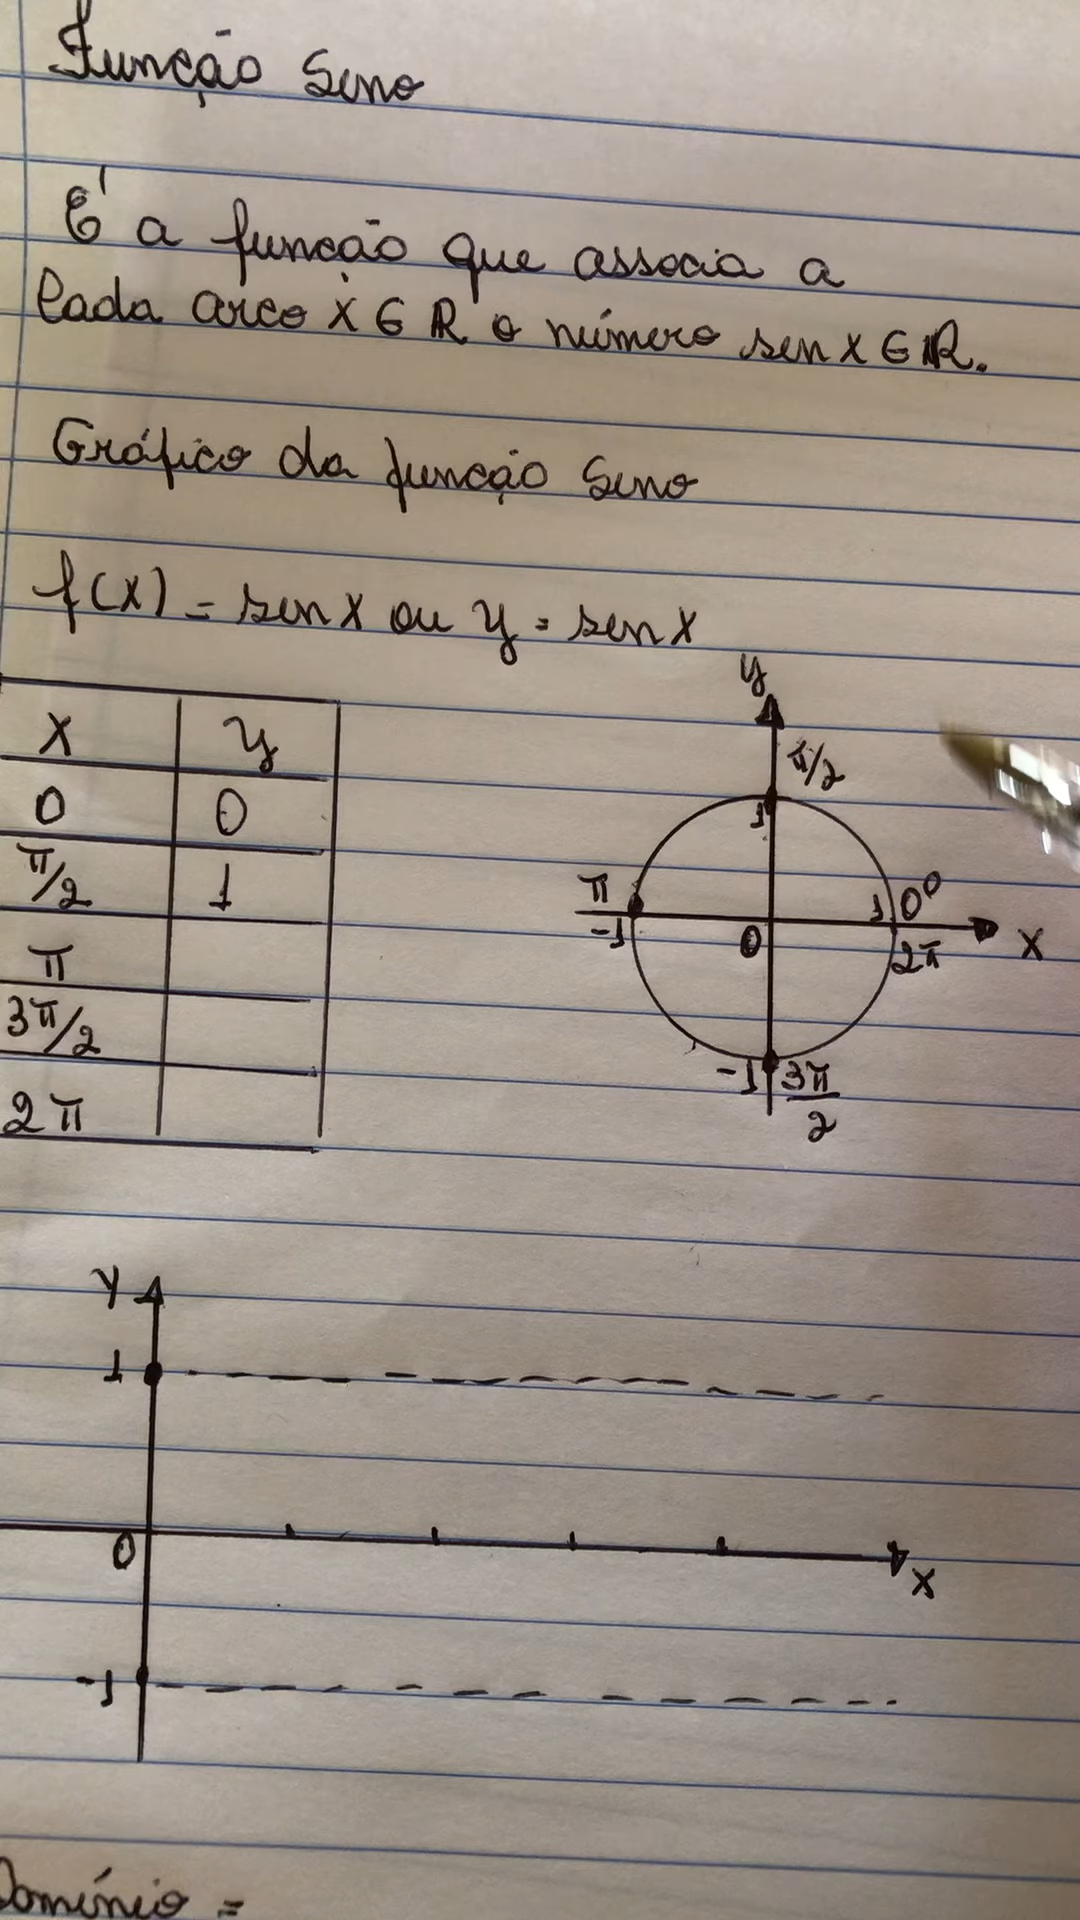 Função Seno
É a função que associa a
Cada arco x ∈ R o número sen x ∈ R.
Gráfico da função Seno
f(x) = sen x ou y = sen x
x y
0 0
π/2 1
π
3π/2
2π
y
π/2
1
π
-1
0
1 0°
2π
x
-1 3π/2
y
1
0
x
-1
Domínio =